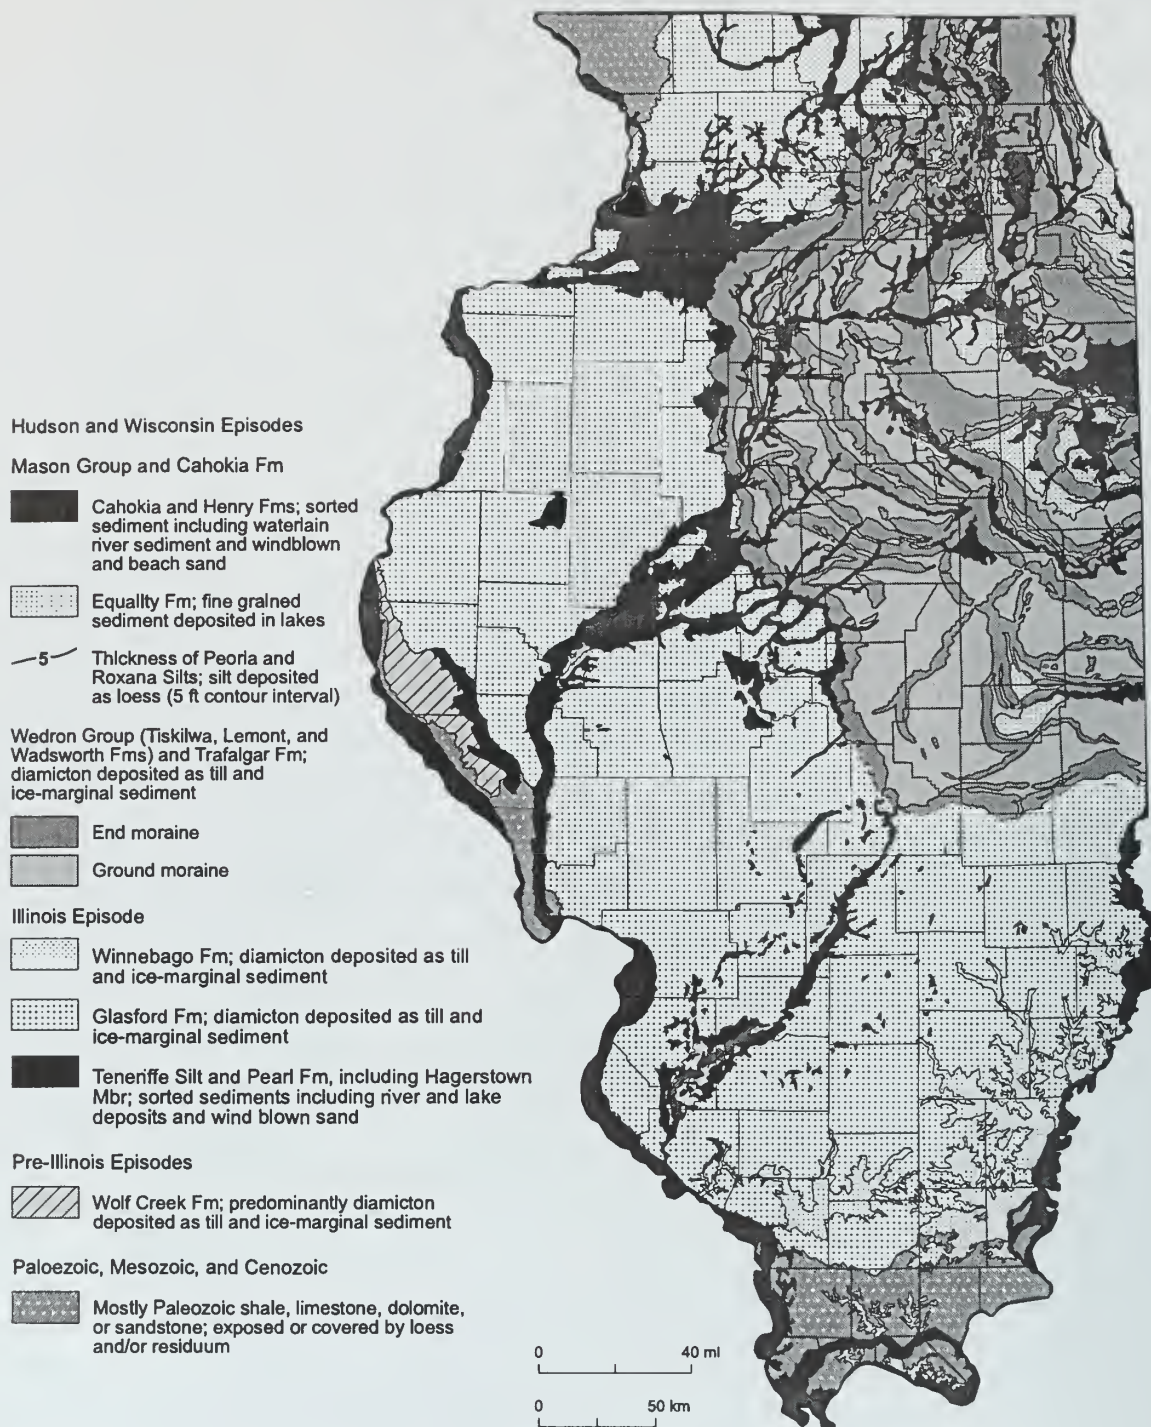 Hudson and Wisconsin Episodes
Mason Group and Cahokia Fm
Cahokia and Henry Fms; sorted
sediment including waterlain
river sediment and windblown
and beach sand
Equality Fm; fine grained
sediment deposited in lakes
5
Thickness of Peoria and
Roxana Silts; silt deposited
as loess (5 ft contour interval)
Wedron Group (Tiskilwa, Lemont, and
Wadsworth Fms) and Trafalgar Fm;
diamicton deposited as till and
ice-marginal sediment
End moraine
Ground moraine
Illinois Episode
Winnebago Fm; diamicton deposited as till
and ice-marginal sediment
Glasford Fm; diamicton deposited as till and
ice-marginal sediment
Teneriffe Silt and Pearl Fm, including Hagerstown
Mbr; sorted sediments including river and lake
deposits and wind blown sand
Pre-Illinois Episodes
Wolf Creek Fm; predominantly diamicton
deposited as till and ice-marginal sediment
Paloezoic, Mesozoic, and Cenozoic
Mostly Paleozoic shale, limestone, dolomite,
or sandstone; exposed or covered by loess
and/or residuum
0 40 mi
0 50 km